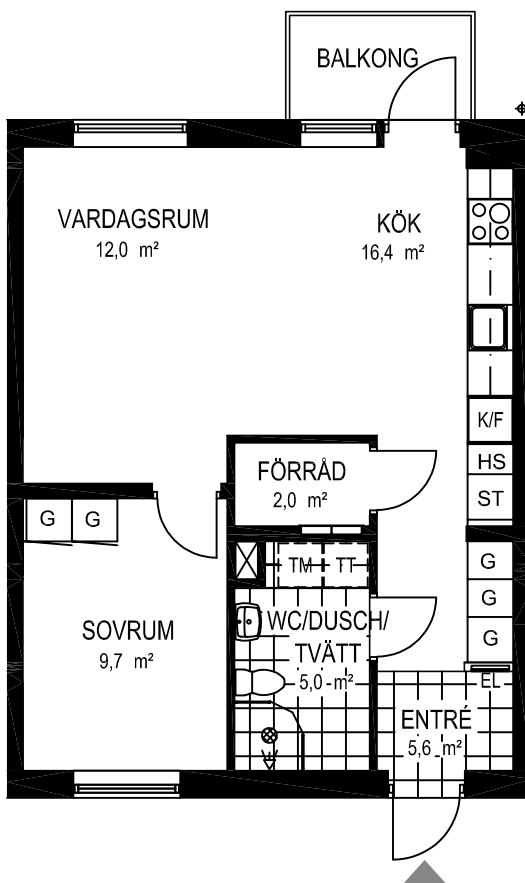 BALKONG
VARDAGSRUM
12,0 m²
KÖK
16,4 m²
K/F
HS
ST
FÖRRÅD
2,0 m²
G G
TM TT
G
G
G
WC/DUSCH/
TVÄTT
5,0 m²
SOVRUM
9,7 m²
EL
ENTRÉ
5,6 m²